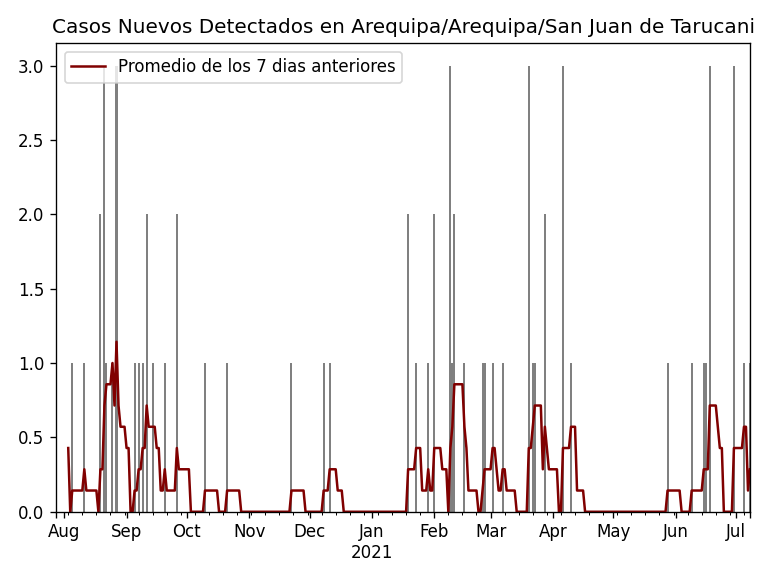 Casos Nuevos Detectados en Arequipa/Arequipa/San Juan de Tarucani
Promedio de los 7 dias anteriores
3.0
2.5
2.0
1.5
1.0
0.5
0.0
Aug Sep Oct Nov Dec Jan Feb Mar Apr May Jun Jul
2021